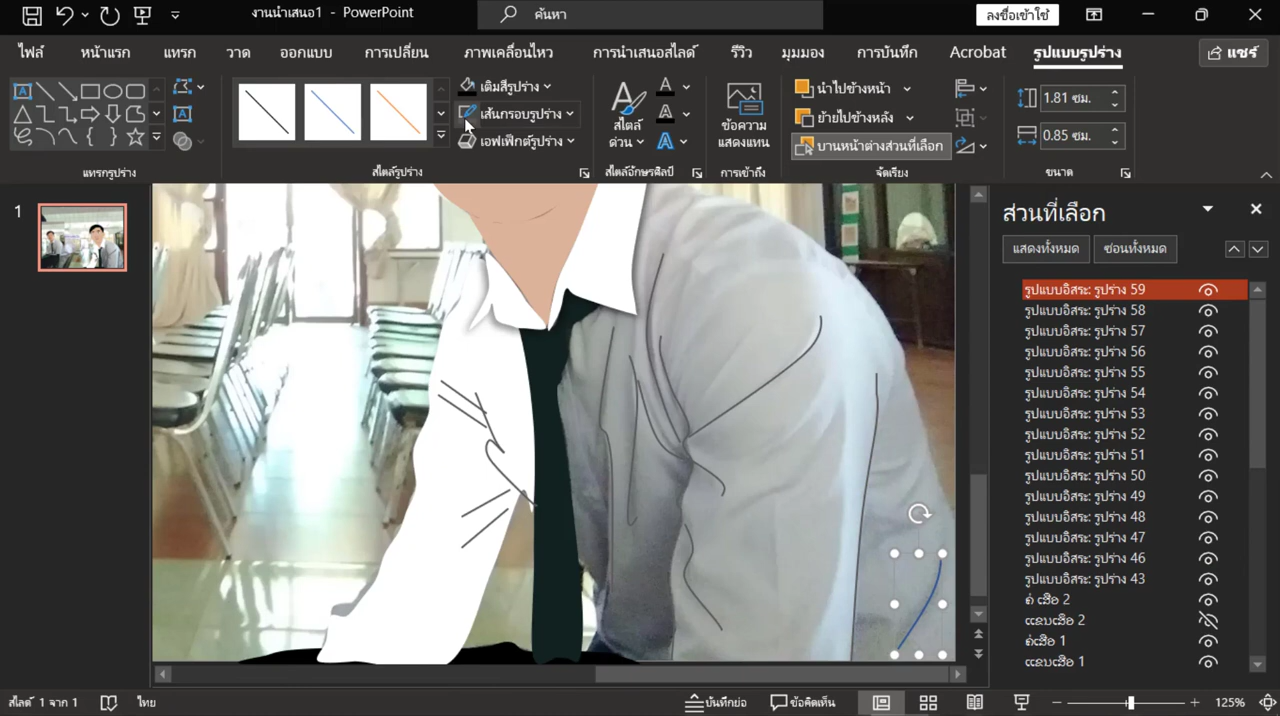 งานนำเสนอ1 - PowerPoint
ค้นหา
ลงชื่อเข้าใช้
ไฟล์ หน้าแรก แทรก วาด ออกแบบ การเปลี่ยน ภาพเคลื่อนไหว การนำเสนอสไลด์ รีวิว มุมมอง การบันทึก Acrobat รูปแบบรูปร่าง แชร์
เติมสีรูปร่าง
เส้นกรอบรูปร่าง
เอฟเฟ็กต์รูปร่าง
สไตล์ด่วน
ข้อความแสดงแทน
นำไปข้างหน้า
ย้ายไปข้างหลัง
บานหน้าต่างส่วนที่เลือก
1.81 ซม.
0.85 ซม.
แทรกรูปร่าง สไตล์รูปร่าง สไตล์อักษรศิลป์ การเข้าถึง จัดเรียง ขนาด
1
ส่วนที่เลือก
แสดงทั้งหมด ซ่อนทั้งหมด
รูปแบบอิสระ: รูปร่าง 59
รูปแบบอิสระ: รูปร่าง 58
รูปแบบอิสระ: รูปร่าง 57
รูปแบบอิสระ: รูปร่าง 56
รูปแบบอิสระ: รูปร่าง 55
รูปแบบอิสระ: รูปร่าง 54
รูปแบบอิสระ: รูปร่าง 53
รูปแบบอิสระ: รูปร่าง 52
รูปแบบอิสระ: รูปร่าง 51
รูปแบบอิสระ: รูปร่าง 50
รูปแบบอิสระ: รูปร่าง 49
รูปแบบอิสระ: รูปร่าง 48
รูปแบบอิสระ: รูปร่าง 47
รูปแบบอิสระ: รูปร่าง 46
รูปแบบอิสระ: รูปร่าง 43
ຄໍ ເສື້ອ 2
ແຂນເສື້ອ 2
ຄໍເສື້ອ 1
ແຂນເສື້ອ 1
สไลด์ 1 จาก 1 ไทย บันทึกย่อ ข้อคิดเห็น 125%